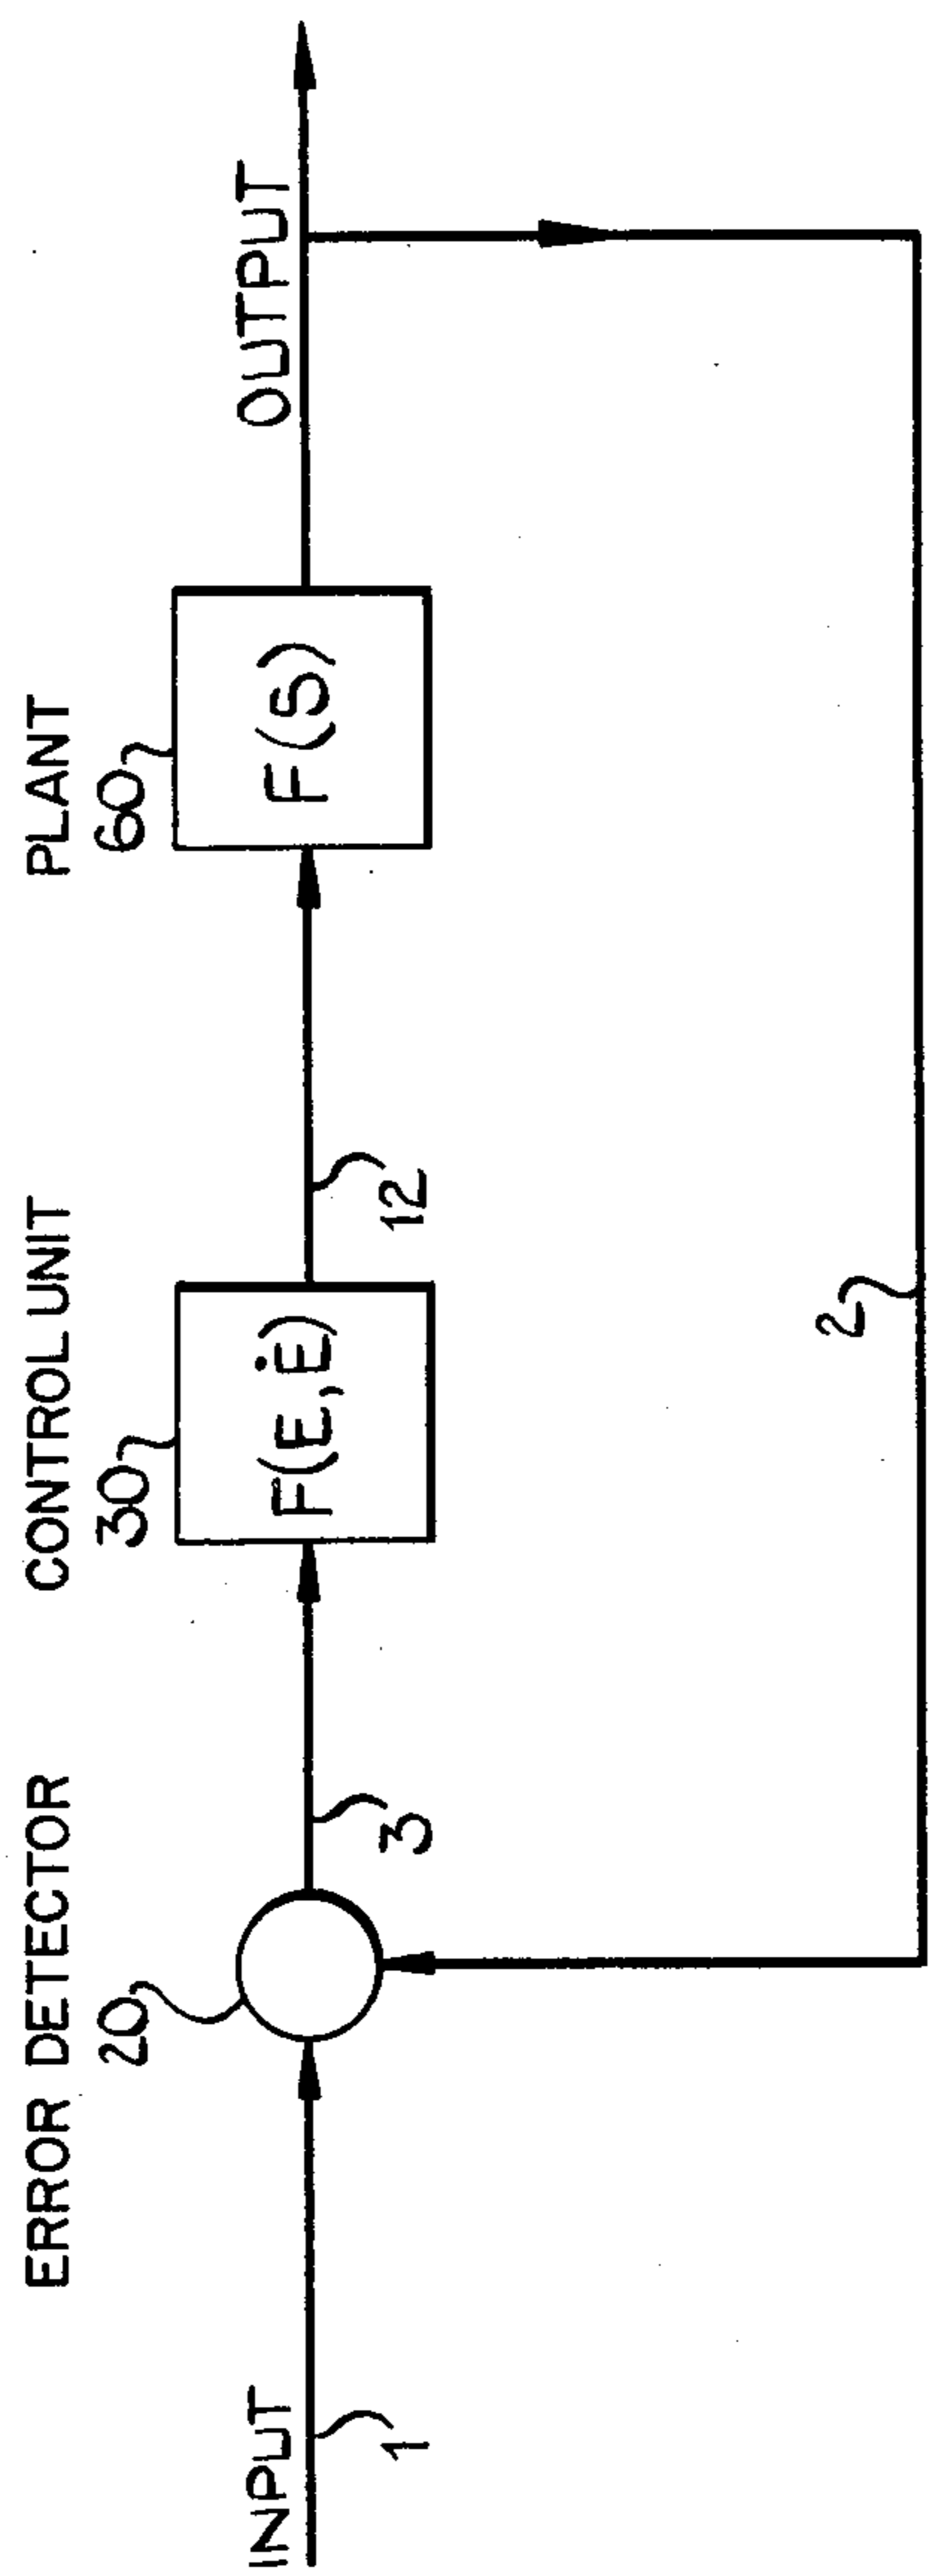 ERROR DETECTOR
CONTROL UNIT
PLANT
20
30
60
INPUT
F(E,Ė)
F(S)
OUTPUT
1
3
12
2